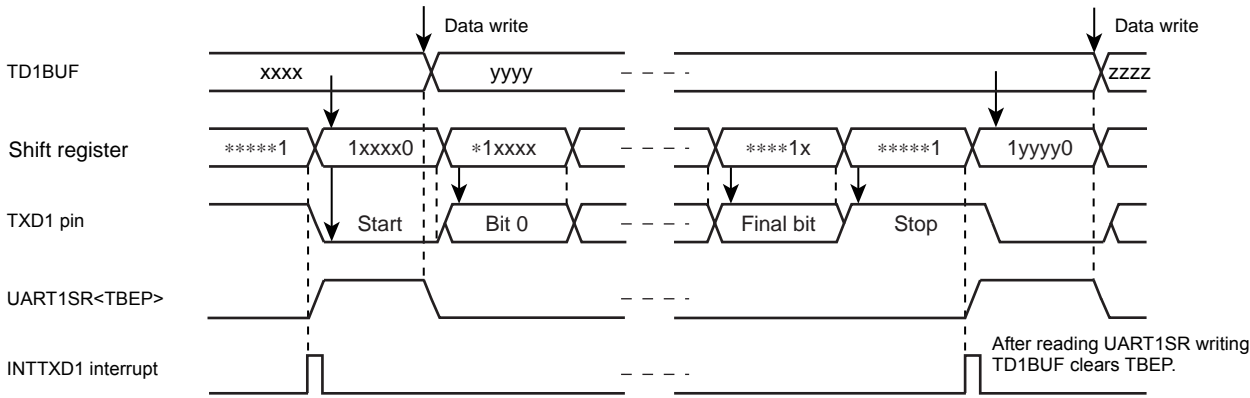 Data write
Data write
TD1BUF
xxxx
yyyy
zzzz
Shift register
*****1
1xxxx0
*1xxxx
****1x
*****1
1yyyy0
TXD1 pin
Start
Bit 0
Final bit
Stop
UART1SR<TBEP>
INTTXD1 interrupt
After reading UART1SR writing
TD1BUF clears TBEP.